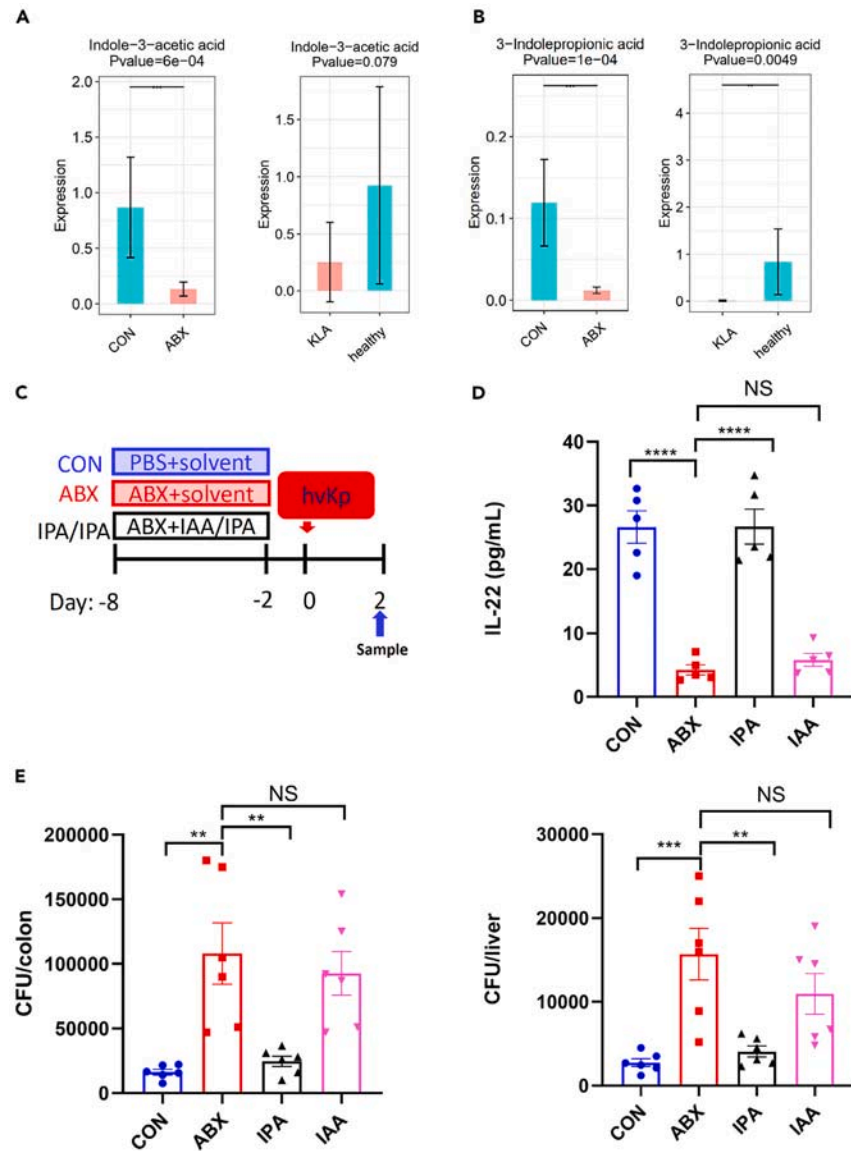 A
Indole-3-acetic acid
Pvalue=6e-04
Expression
2.0
1.5
1.0
0.5
0.0
CON
ABX
Indole-3-acetic acid
Pvalue=0.079
Expression
2.0
1.5
1.0
0.5
0.0
KLA
healthy
B
3-Indolepropionic acid
Pvalue=1e-04
Expression
0.2
0.1
0.0
CON
ABX
3-Indolepropionic acid
Pvalue=0.0049
Expression
4
2
1
0
KLA
healthy
C
CON
PBS+solvent
ABX
ABX+solvent
hvKp
IPA/IPA
ABX+IAA/IPA
Day: -8
-2
0
2
Sample
D
NS
****
****
IL-22 (pg/mL)
40
30
20
10
0
CON
ABX
IPA
IAA
E
NS
**
**
CFU/colon
200000
150000
100000
50000
0
CON
ABX
IPA
IAA
NS
***
**
CFU/liver
30000
20000
10000
0
CON
ABX
IPA
IAA